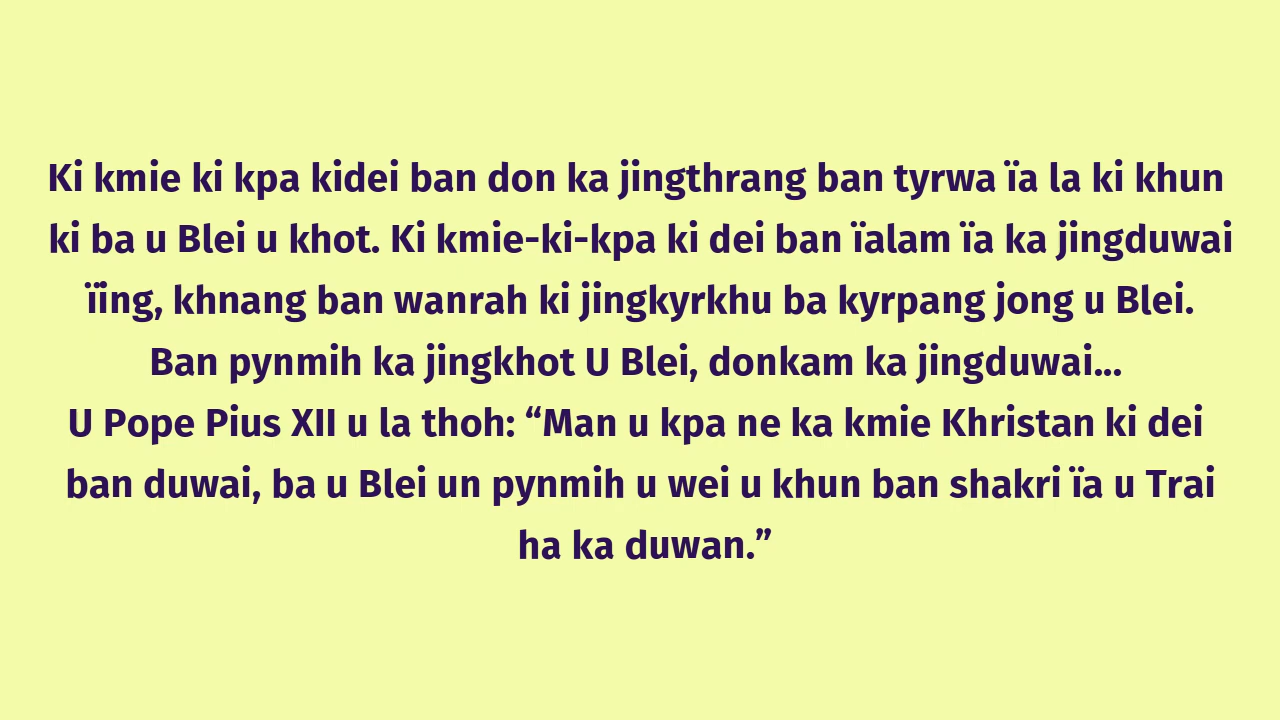 Ki kmie ki kpa kidei ban don ka jingthrang ban tyrwa ïa la ki khun
ki ba u Blei u khot. Ki kmie-ki-kpa ki dei ban ïalam ïa ka jingduwai
ïing, khnang ban wanrah ki jingkyrkhu ba kyrpang jong u Blei.
Ban pynmih ka jingkhot U Blei, donkam ka jingduwai...
U Pope Pius XII u la thoh: “Man u kpa ne ka kmie Khristan ki dei
ban duwai, ba u Blei un pynmih u wei u khun ban shakri ïa u Trai
ha ka duwan.”